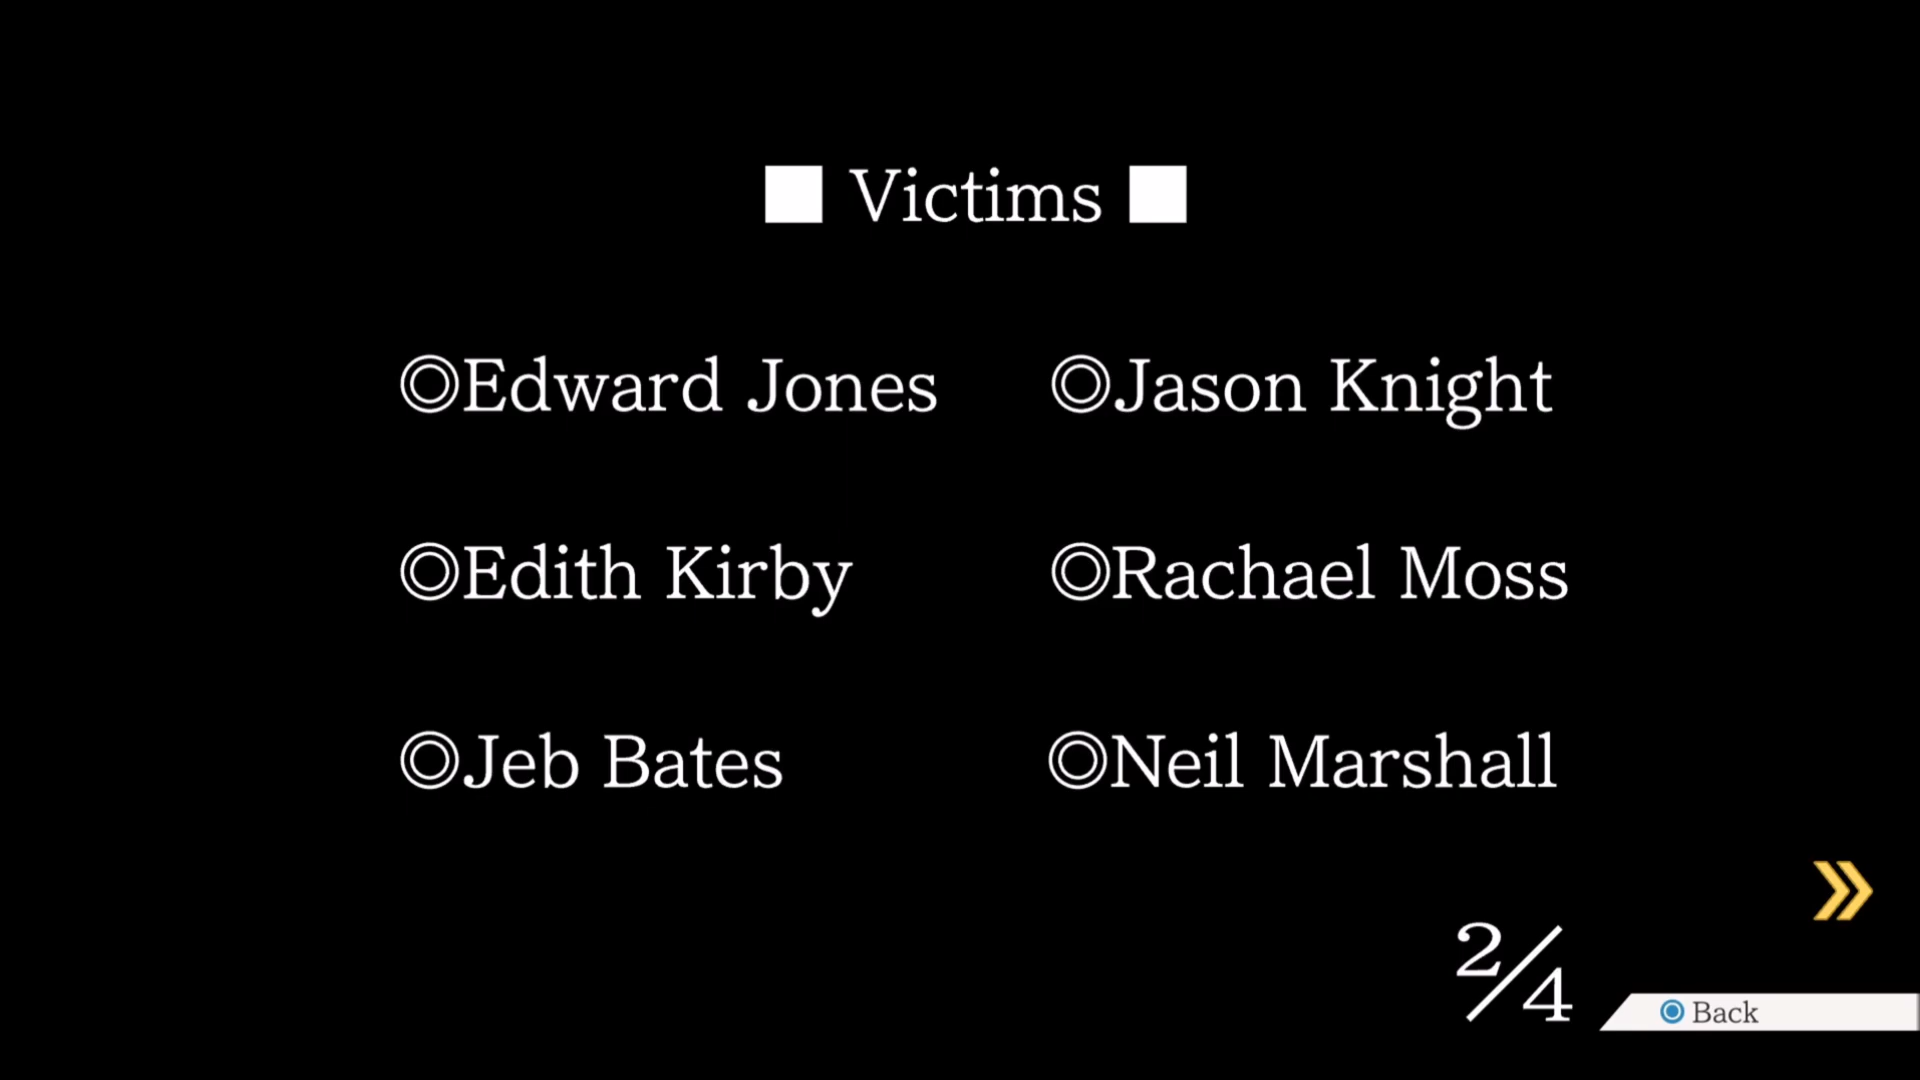 ■ Victims ■
◎Edward Jones ◎Jason Knight
◎Edith Kirby ◎Rachael Moss
◎Jeb Bates ◎Neil Marshall
2/4
Back